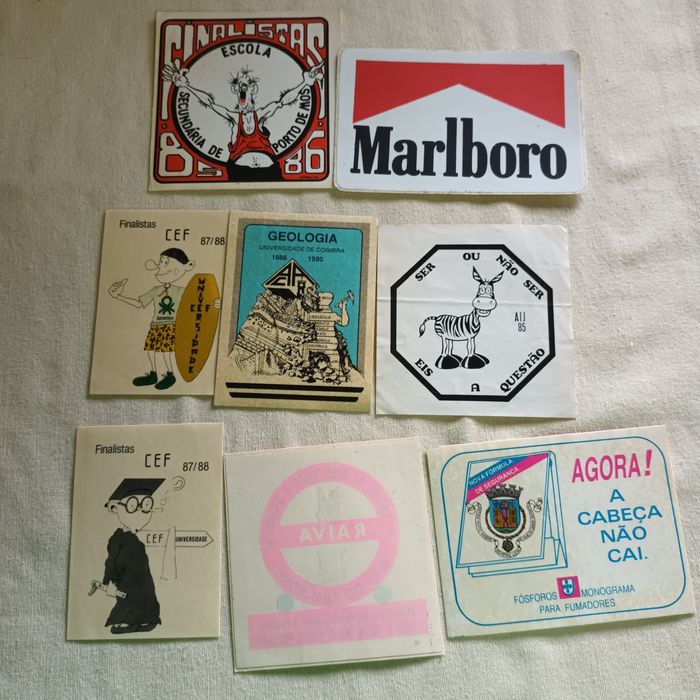 FINALISTAS
ESCOLA
SECUNDÁRIA DE PORTO DE MÓS
85 86
Marlboro
Finalistas
CEF
87/88
UNIVERSIDADE
CEF
GEOLOGIA
UNIVERSIDADE DE COIMBRA
1986 1990
SER OU NÃO SER
AIJ
85
EIS A QUESTÃO
Finalistas
CEF
87/88
CEF UNIVERSIDADE
AVIAR
NOVA FÓRMULA
DE SEGURANÇA
AGORA!
A
CABEÇA
NÃO
CAI.
FÓSFOROS MONOGRAMA
PARA FUMADORES